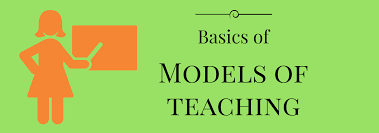 Basics of
Models of
teaching